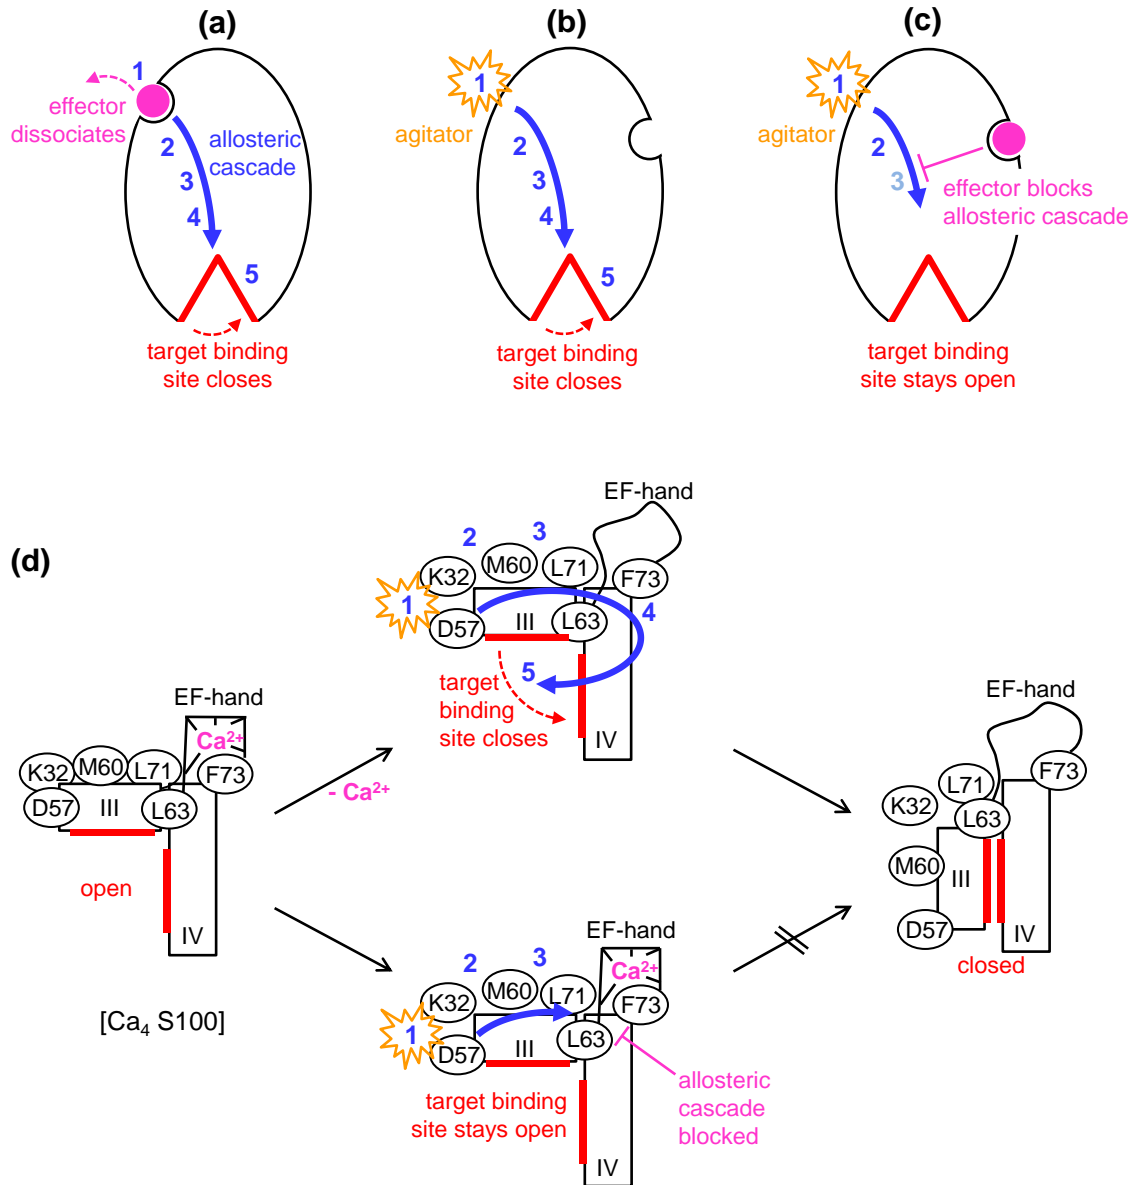 (a)
1
effector
dissociates
2
allosteric
cascade
3
4
5
target binding
site closes
(b)
1
agitator
2
3
4
5
target binding
site closes
(c)
1
agitator
2
3
effector blocks
allosteric cascade
target binding
site stays open
(d)
EF-hand
Ca²⁺
K32
M60
L71
F73
D57
III
L63
open
IV
[Ca₄ S100]
- Ca²⁺
EF-hand
2
3
M60
L71
K32
F73
1
D57
III
L63
4
5
target
binding
site closes
IV
EF-hand
2
3
Ca²⁺
M60
L71
K32
F73
1
D57
III
L63
target binding
site stays open
allosteric
cascade
blocked
IV
EF-hand
L71
F73
K32
L63
M60
III
D57
IV
closed